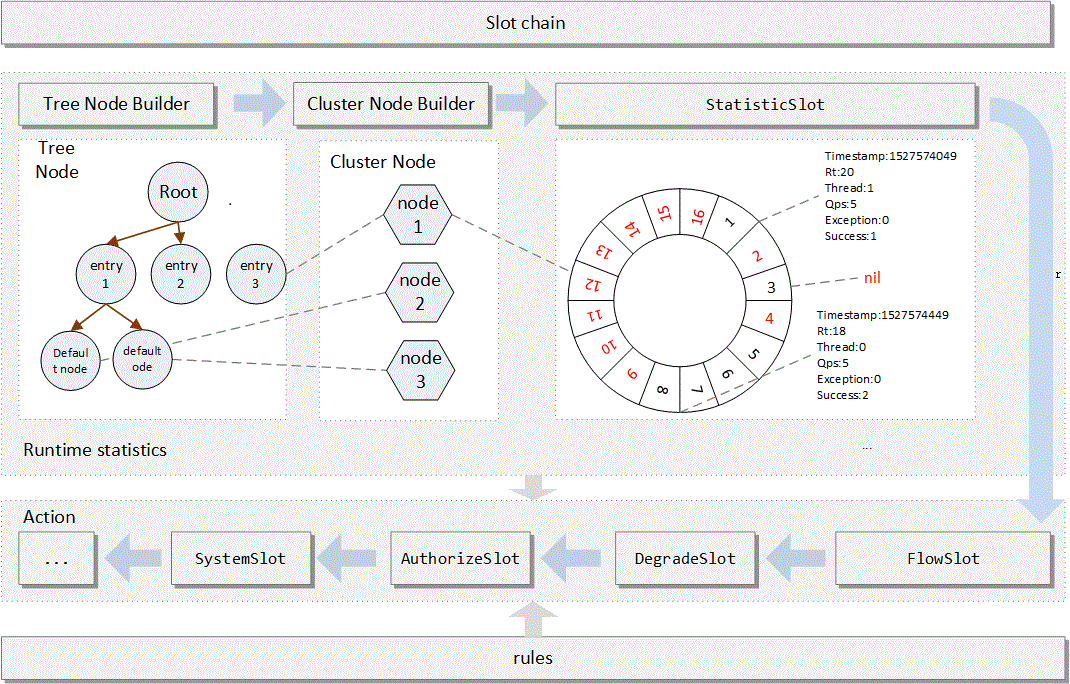 Slot chain
Tree Node Builder
Cluster Node Builder
StatisticSlot
Tree
Node
Root
.
entry
1
entry
2
entry
3
Defaul
t node
default
ode
Cluster Node
node
1
node
2
node
3
1
2
3
4
5
6
7
8
9
10
11
12
13
14
15
16
Timestamp:1527574049
Rt:20
Thread:1
Qps:5
Exception:0
Success:1
nil
r
Timestamp:1527574449
Rt:18
Thread:0
Qps:5
Exception:0
Success:2
...
Runtime statistics
Action
...
SystemSlot
AuthorizeSlot
DegradeSlot
FlowSlot
rules